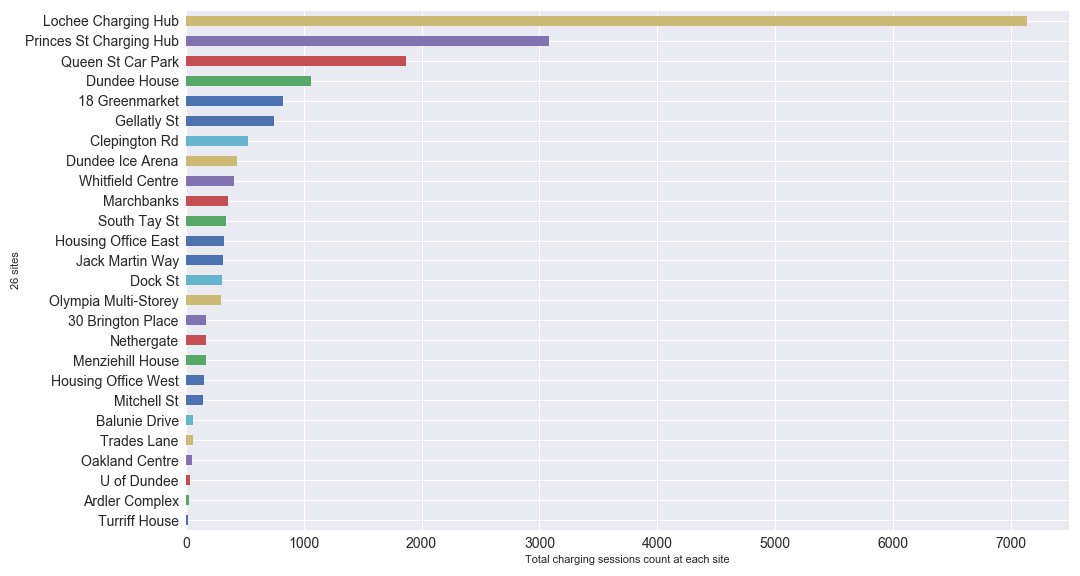 Lochee Charging Hub
Princes St Charging Hub
Queen St Car Park
Dundee House
18 Greenmarket
Gellatly St
Clepington Rd
Dundee Ice Arena
Whitfield Centre
Marchbanks
South Tay St
Housing Office East
Jack Martin Way
Dock St
Olympia Multi-Storey
30 Brington Place
Nethergate
Menziehill House
Housing Office West
Mitchell St
Balunie Drive
Trades Lane
Oakland Centre
U of Dundee
Ardler Complex
Turriff House
26 sites
0 1000 2000 3000 4000 5000 6000 7000
Total charging sessions count at each site